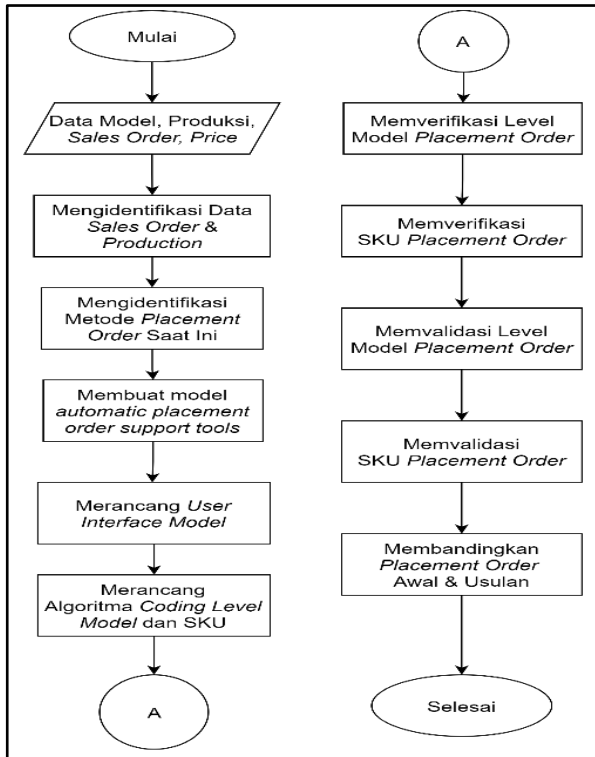 Mulai
Data Model, Produksi,
Sales Order, Price
Mengidentifikasi Data
Sales Order &
Production
Mengidentifikasi
Metode Placement
Order Saat Ini
Membuat model
automatic placement
order support tools
Merancang User
Interface Model
Merancang
Algoritma Coding Level
Model dan SKU
A
A
Memverifikasi Level
Model Placement Order
Memverifikasi
SKU Placement Order
Memvalidasi Level
Model Placement Order
Memvalidasi
SKU Placement Order
Membandingkan
Placement Order
Awal & Usulan
Selesai